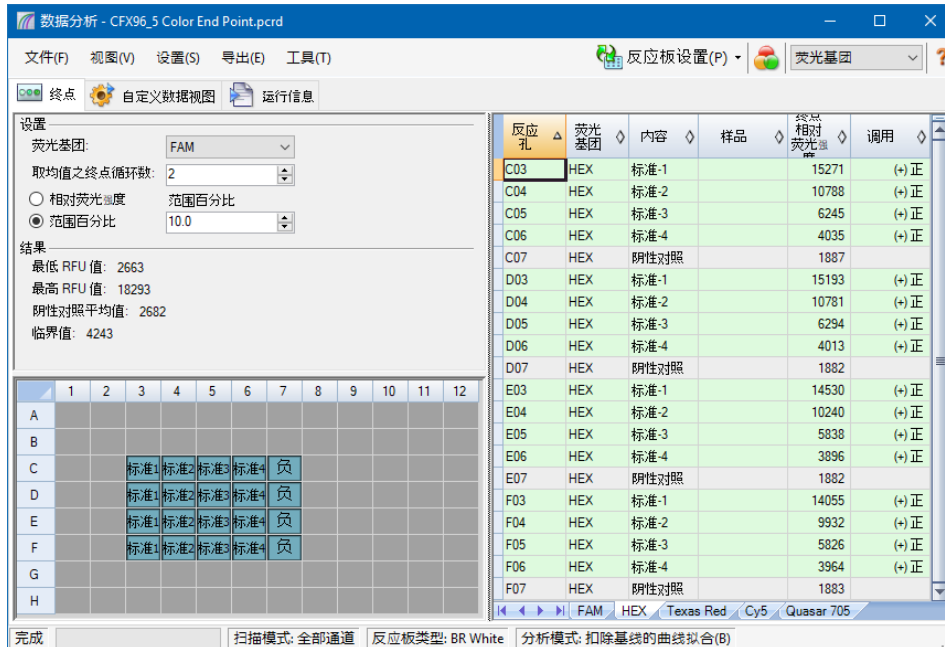 数据分析 - CFX96_5 Color End Point.pcrd
文件(F) 视图(V) 设置(S) 导出(E) 工具(T) 反应板设置(P) 荧光基团 ?
终点 自定义数据视图 运行信息
设置
荧光基团: FAM
取均值之终点循环数: 2
相对荧光强度 范围百分比
范围百分比 10.0
结果
最低 RFU 值: 2663
最高 RFU 值: 18293
阴性对照平均值: 2682
临界值: 4243
1 2 3 4 5 6 7 8 9 10 11 12
A
B
C 标准1 标准2 标准3 标准4 负
D 标准1 标准2 标准3 标准4 负
E 标准1 标准2 标准3 标准4 负
F 标准1 标准2 标准3 标准4 负
G
H
反应孔 荧光基团 内容 样品 终点相对荧光强度 调用
C03 HEX 标准-1 15271 (+) 正
C04 HEX 标准-2 10788 (+) 正
C05 HEX 标准-3 6245 (+) 正
C06 HEX 标准-4 4035 (+) 正
C07 HEX 阴性对照 1887
D03 HEX 标准-1 15193 (+) 正
D04 HEX 标准-2 10781 (+) 正
D05 HEX 标准-3 6294 (+) 正
D06 HEX 标准-4 4013 (+) 正
D07 HEX 阴性对照 1882
E03 HEX 标准-1 14530 (+) 正
E04 HEX 标准-2 10240 (+) 正
E05 HEX 标准-3 5838 (+) 正
E06 HEX 标准-4 3896 (+) 正
E07 HEX 阴性对照 1882
F03 HEX 标准-1 14055 (+) 正
F04 HEX 标准-2 9932 (+) 正
F05 HEX 标准-3 5826 (+) 正
F06 HEX 标准-4 3964 (+) 正
F07 HEX 阴性对照 1883
FAM HEX Texas Red Cy5 Quasar 705
完成 扫描模式: 全部通道 反应板类型: BR White 分析模式: 扣除基线的曲线拟合(B)